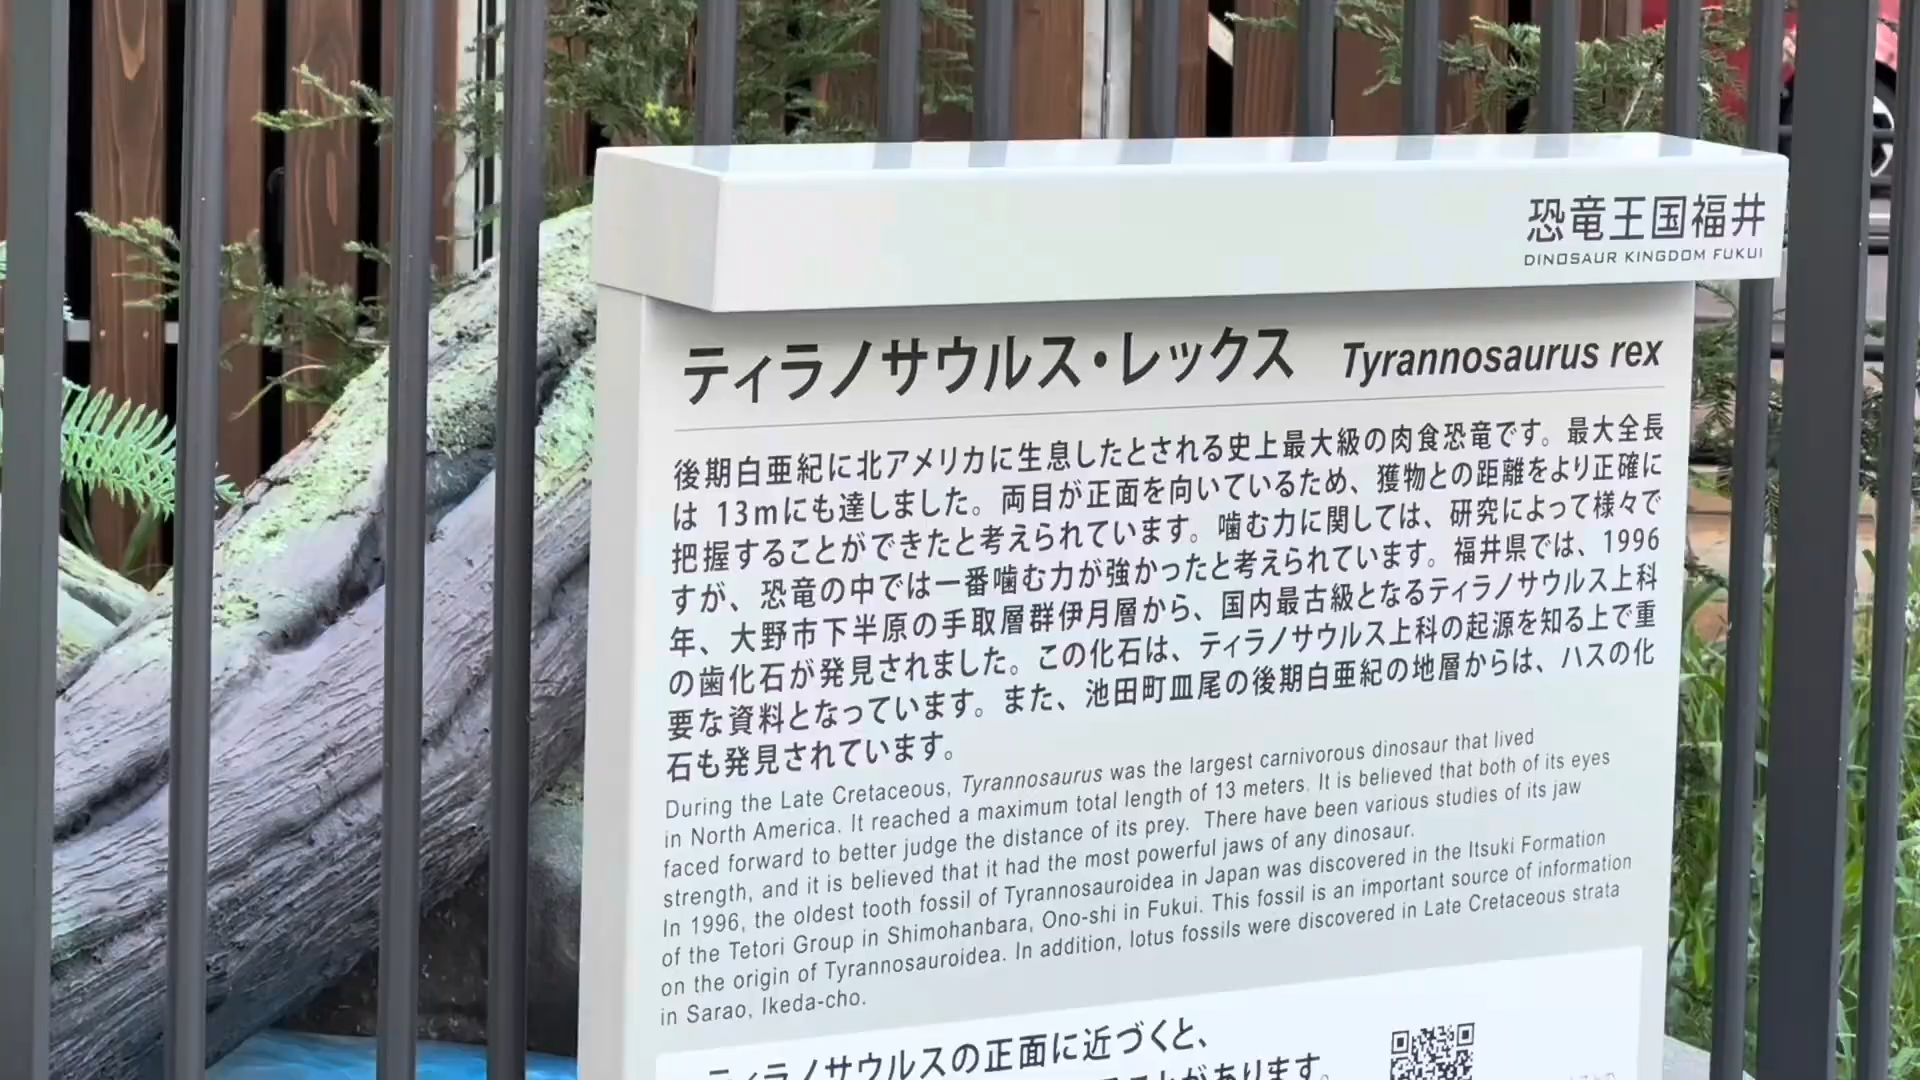 恐竜王国福井
DINOSAUR KINGDOM FUKUI
ティラノサウルス・レックス Tyrannosaurus rex
後期白亜紀に北アメリカに生息したとされる史上最大級の肉食恐竜です。最大全長
は 13mにも達しました。両目が正面を向いているため、獲物との距離をより正確に
把握することができたと考えられています。噛む力に関しては、研究によって様々で
すが、恐竜の中では一番噛む力が強かったと考えられています。福井県では、1996
年、大野市下半原の手取層群伊月層から、国内最古級となるティラノサウルス上科
の歯化石が発見されました。この化石は、ティラノサウルス上科の起源を知る上で重
要な資料となっています。また、池田町皿尾の後期白亜紀の地層からは、ハスの化
石も発見されています。
During the Late Cretaceous, Tyrannosaurus was the largest carnivorous dinosaur that lived
in North America. It reached a maximum total length of 13 meters. It is believed that both of its eyes
faced forward to better judge the distance of its prey. There have been various studies of its jaw
strength, and it is believed that it had the most powerful jaws of any dinosaur.
In 1996, the oldest tooth fossil of Tyrannosauroidea in Japan was discovered in the Itsuki Formation
of the Tetori Group in Shimohanbara, Ono-shi in Fukui. This fossil is an important source of information
on the origin of Tyrannosauroidea. In addition, lotus fossils were discovered in Late Cretaceous strata
in Sarao, Ikeda-cho.
ティラノサウルスの正面に近づくと、
ことがあります。